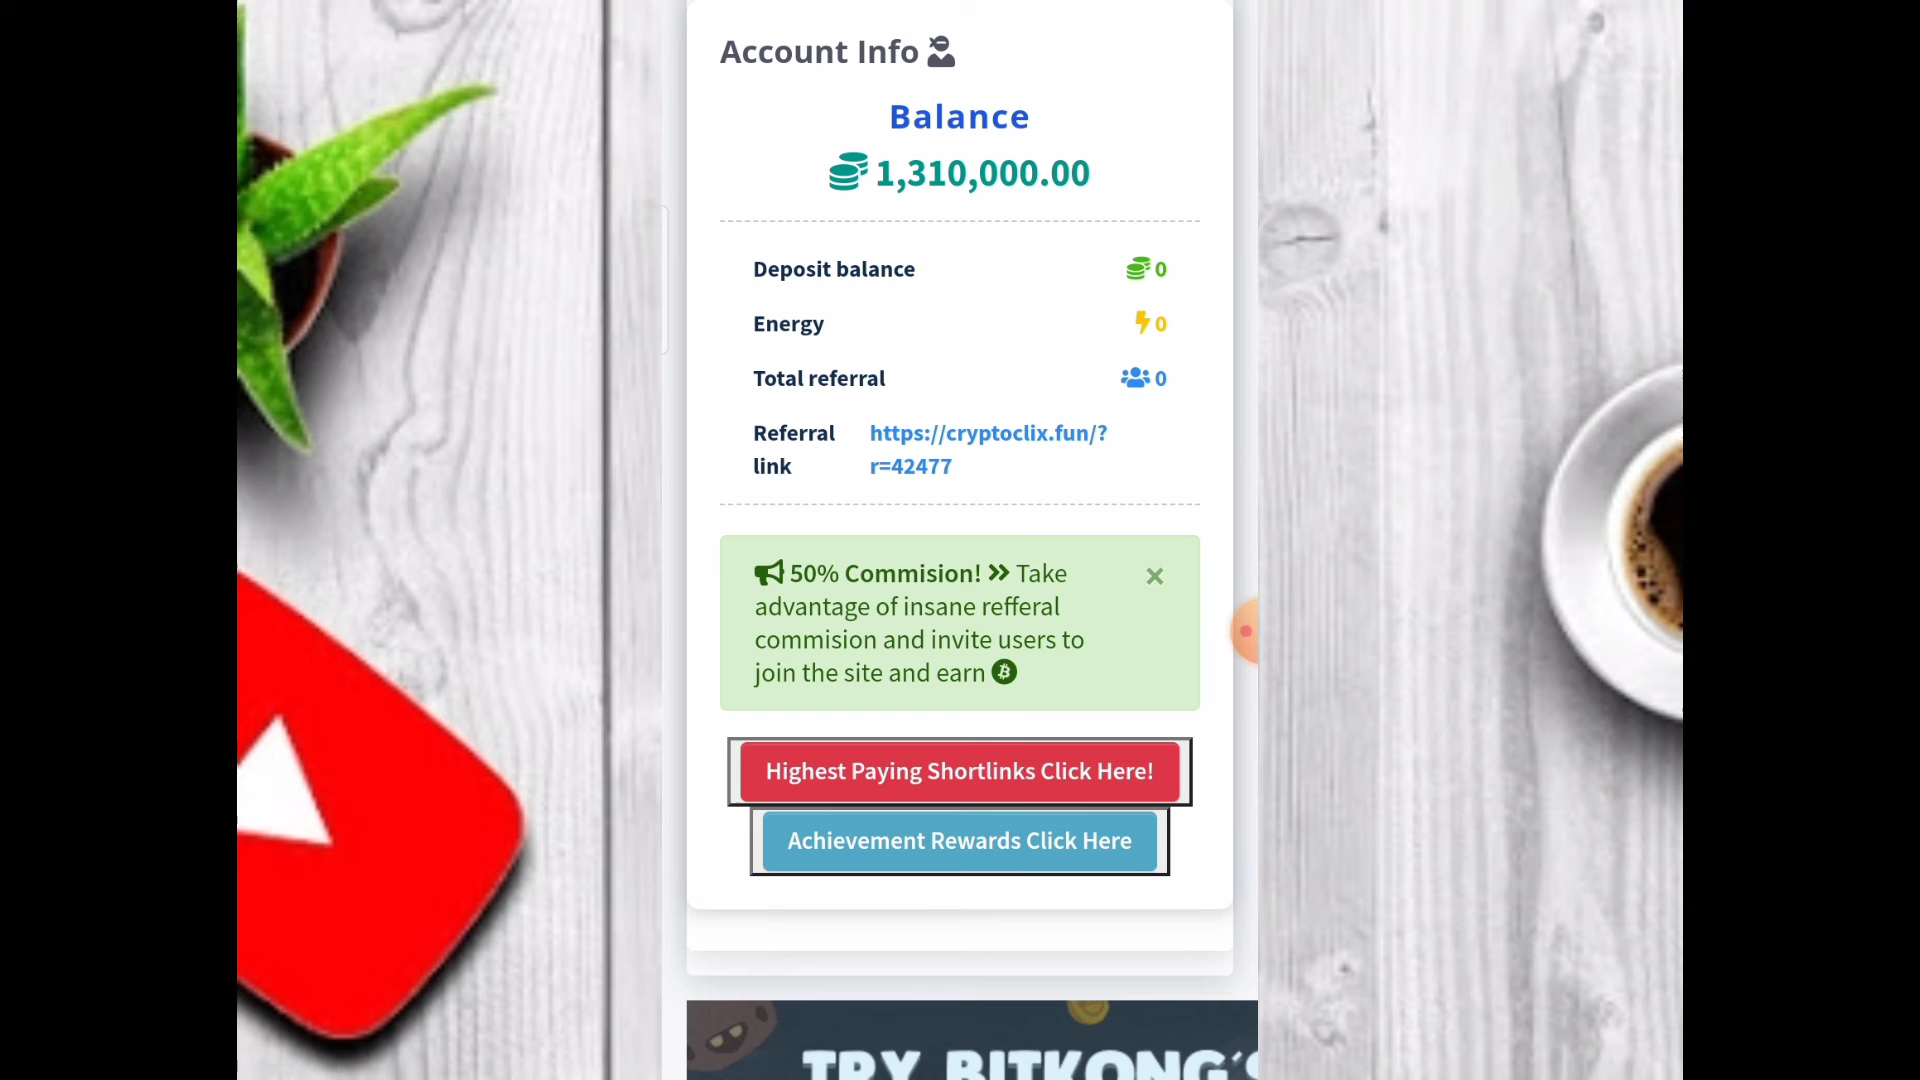 Account Info
Balance
1,310,000.00
Deposit balance 0
Energy 0
Total referral 0
Referral link https://cryptoclix.fun/?r=42477
50% Commision! Take
advantage of insane refferal
commision and invite users to
join the site and earn
Highest Paying Shortlinks Click Here!
Achievement Rewards Click Here
TRY BITKONG'S